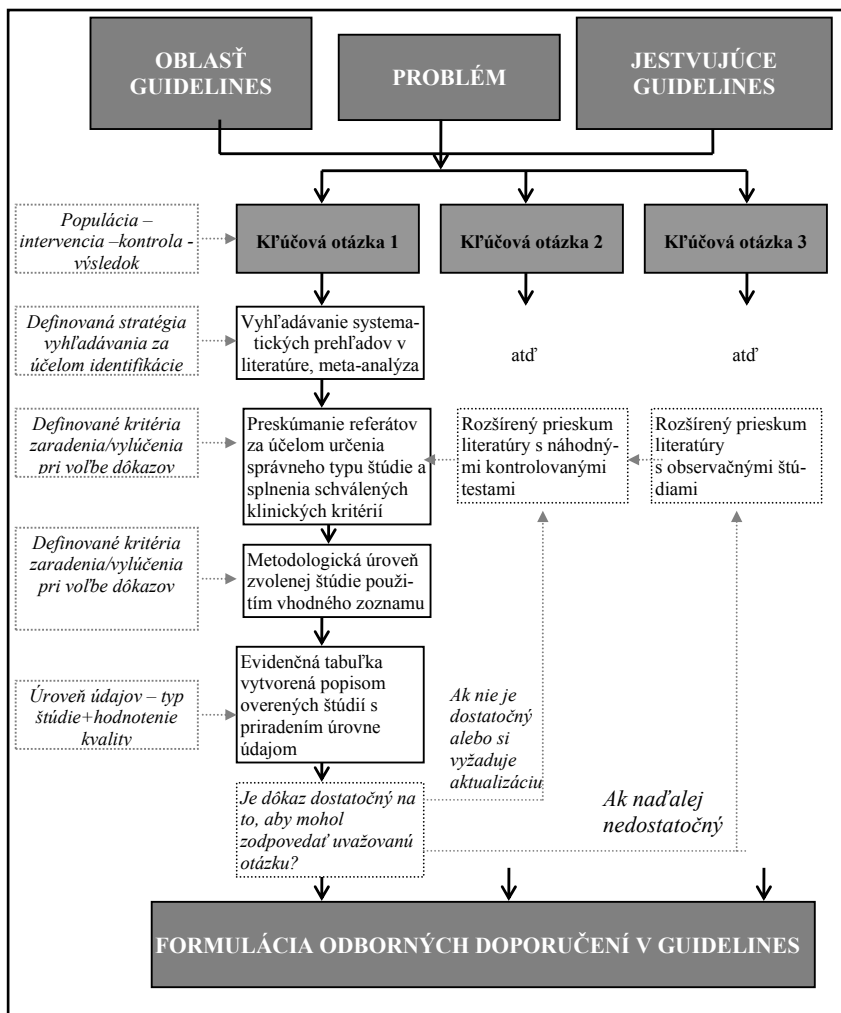 OBLASŤ
GUIDELINES
PROBLÉM
JESTVUJÚCE
GUIDELINES
Populácia –
intervencia –kontrola -
výsledok
Kľúčová otázka 1
Kľúčová otázka 2
Kľúčová otázka 3
Definovaná stratégia
vyhľadávania za
účelom identifikácie
Vyhľadávanie systema-
tických prehľadov v
literatúre, meta-analýza
atď
atď
Definované kritéria
zaradenia/vylúčenia
pri voľbe dôkazov
Preskúmanie referátov
za účelom určenia
správneho typu štúdie a
splnenia schválených
klinických kritérií
Rozšírený prieskum
literatúry s náhodný-
mi kontrolovanými
testami
Rozšírený prieskum
literatúry
s observačnými štú-
diami
Definované kritéria
zaradenia/vylúčenia
pri voľbe dôkazov
Metodologická úroveň
zvolenej štúdie použi-
tím vhodného zoznamu
Úroveň údajov – typ
štúdie+hodnotenie
kvality
Evidenčná tabuľka
vytvorená popisom
overených štúdií s
priradením úrovne
údajom
Ak nie je
dostatočný
alebo si
vyžaduje
aktualizáciu
Ak naďalej
nedostatočný
Je dôkaz dostatočný na
to, aby mohol
zodpovedať uvažovanú
otázku?
FORMULÁCIA ODBORNÝCH DOPORUČENÍ V GUIDELINES